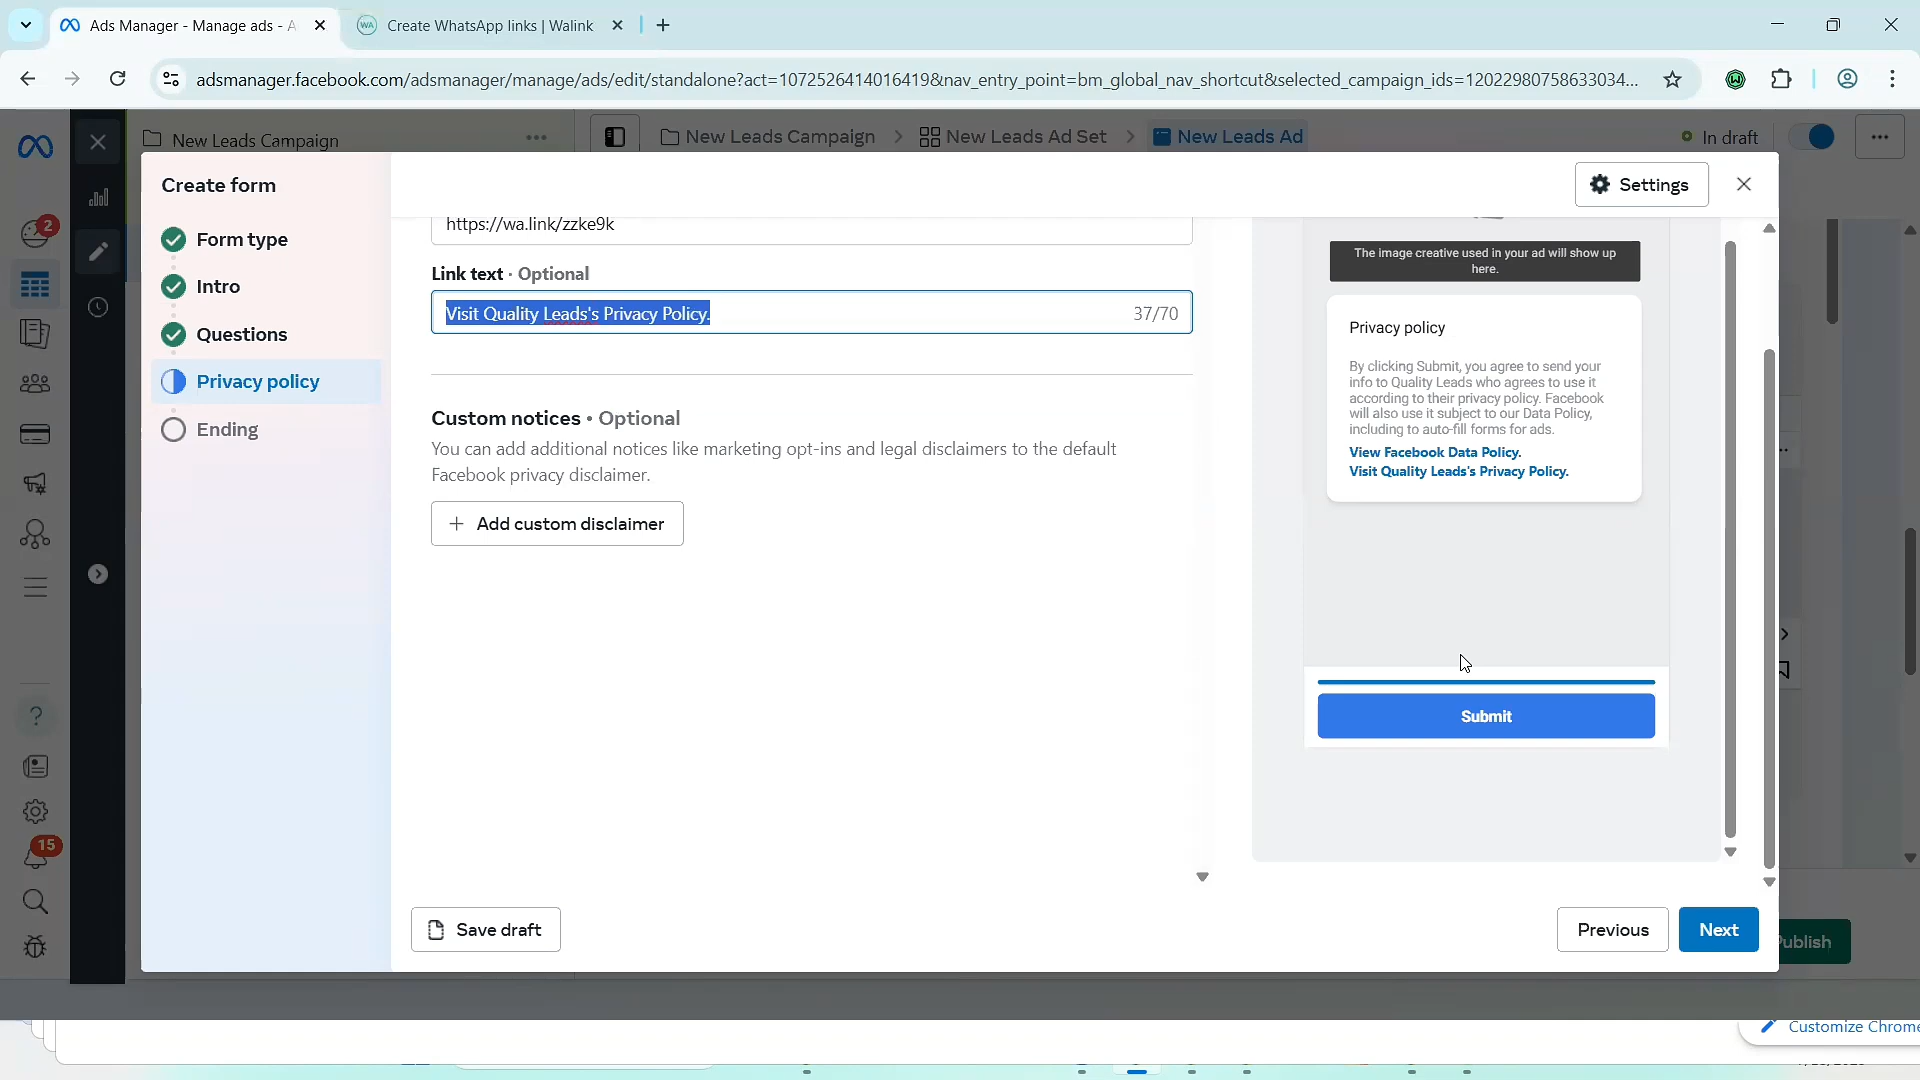 Ads Manager - Manage ads - A
WA
Create WhatsApp links | Walink
adsmanager.facebook.com/adsmanager/manage/ads/edit/standalone?act=1072526414016419&nav_entry_point=bm_global_nav_shortcut&selected_campaign_ids=12022980758633034...
New Leads Campaign
New Leads Campaign
New Leads Ad Set
New Leads Ad
In draft
Create form
Settings
Form type
Intro
Questions
Privacy policy
Ending
https://wa.link/zzke9k
Link text · Optional
Visit Quality Leads's Privacy Policy.
37/70
Custom notices • Optional
You can add additional notices like marketing opt-ins and legal disclaimers to the default
Facebook privacy disclaimer.
+ Add custom disclaimer
The image creative used in your ad will show up
here.
Privacy policy
By clicking Submit, you agree to send your
info to Quality Leads who agrees to use it
according to their privacy policy. Facebook
will also use it subject to our Data Policy,
including to auto-fill forms for ads.
View Facebook Data Policy.
Visit Quality Leads's Privacy Policy.
Submit
2
15
Save draft
Previous
Next
Publish
Customize Chrome